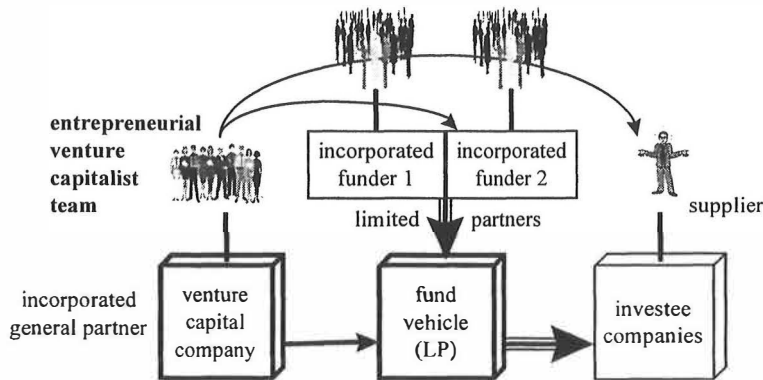 entrepreneurial
venture
capitalist
team
incorporated
funder 1
incorporated
funder 2
limited
partners
supplier
incorporated
general partner
venture
capital
company
fund
vehicle
(LP)
investee
companies